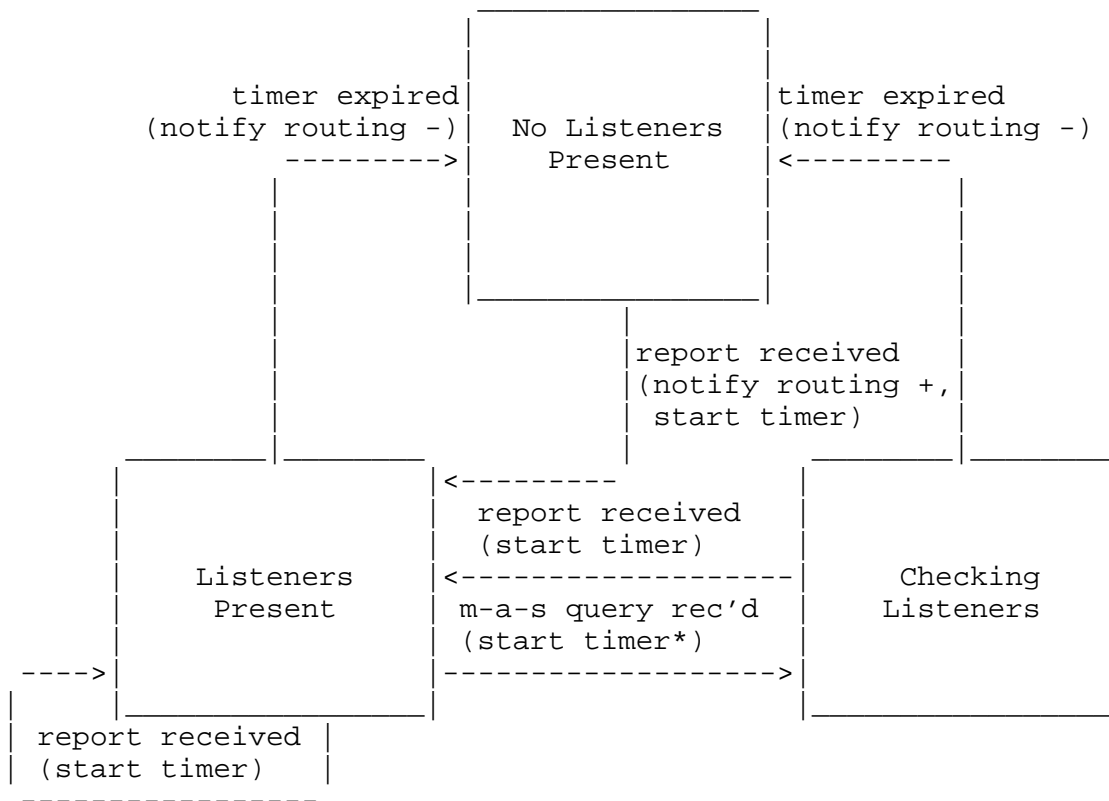 timer expired
(notify routing -)
No Listeners
Present
timer expired
(notify routing -)
report received
(notify routing +,
start timer)
report received
(start timer)
Listeners
Present
m-a-s query rec'd
(start timer*)
Checking
Listeners
report received
(start timer)